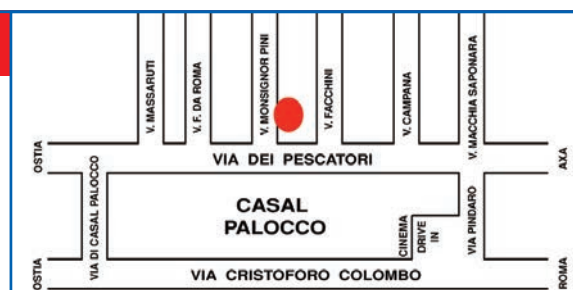 V. MASSARUTI
V. F. DA ROMA
V. MONSIGNOR PINI
V. FACCHINI
V. CAMPANA
V. MACCHIA SAPONARA
OSTIA
VIA DEI PESCATORI
AXA
VIA DI CASAL PALOCCO
CASAL
PALOCCO
CINEMA
DRIVE
IN
VIA PINDARO
OSTIA
VIA CRISTOFORO COLOMBO
ROMA